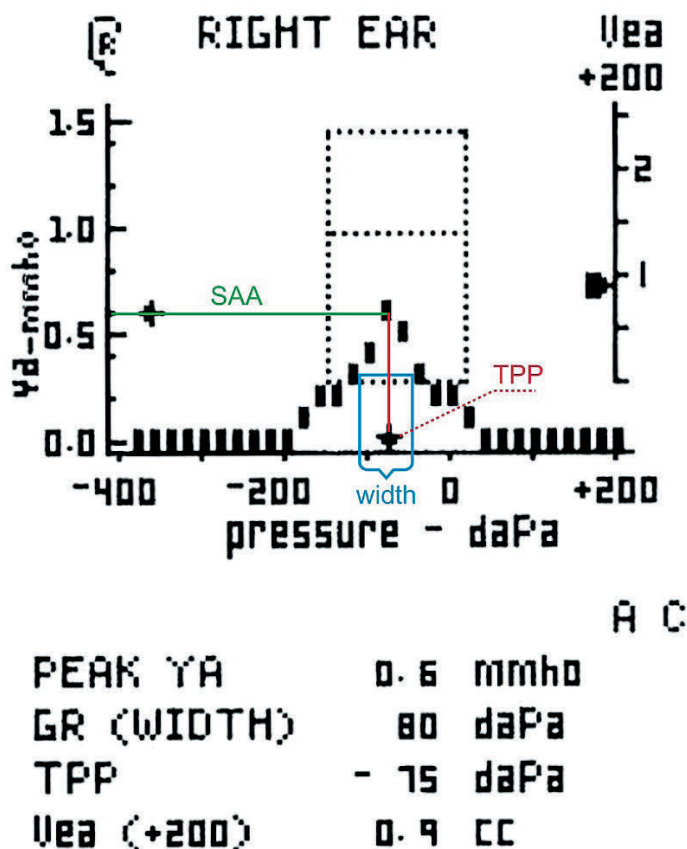 R RIGHT EAR Vea
+200
1.5
1.0
0.5
0.0
Yd-mmho
SAA
TPP
2
1
width
-400 -200 0 +200
pressure - daPa
A C
PEAK YA 0.6 mmho
GR (WIDTH) 80 daPa
TPP - 75 daPa
Vea (+200) 0.9 CC